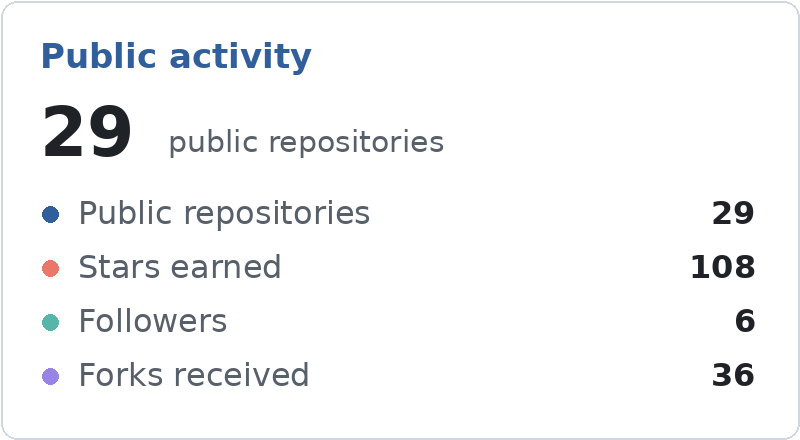 Public activity
29 public repositories
Public repositories 29
Stars earned 108
Followers 6
Forks received 36